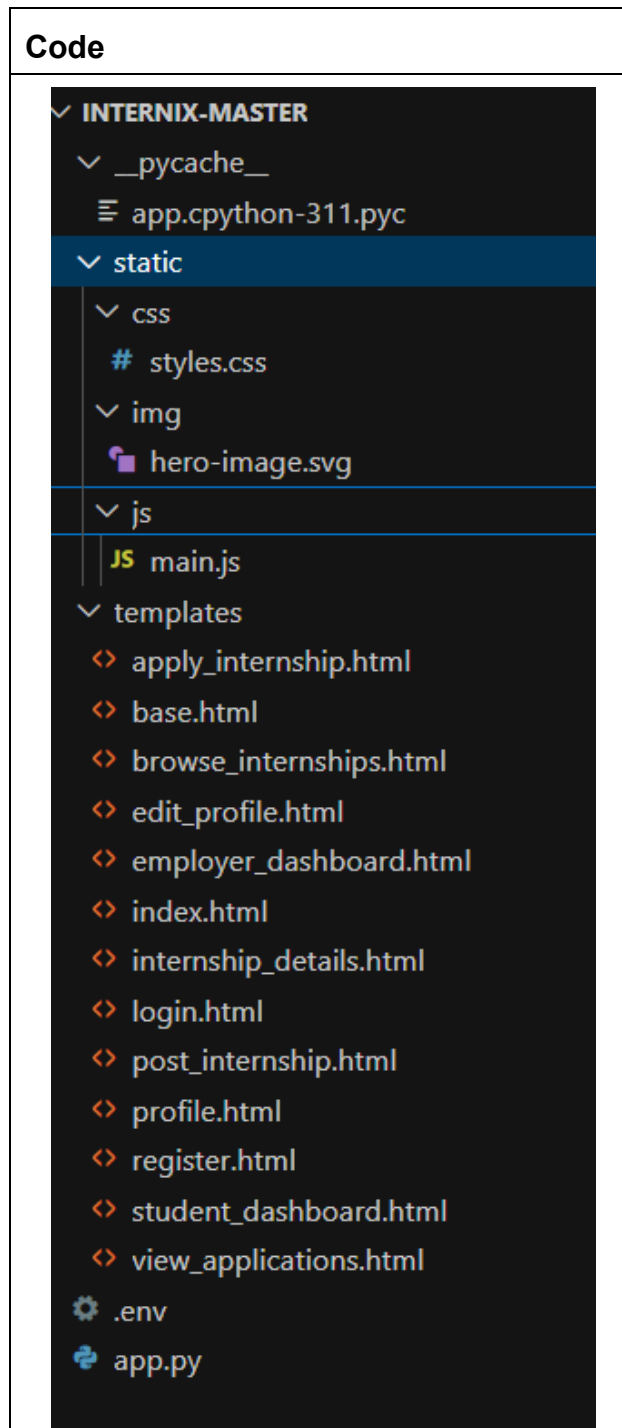 Code
INTERNIX-MASTER
__pycache__
app.cpython-311.pyc
static
css
# styles.css
img
hero-image.svg
js
JS main.js
templates
<> apply_internship.html
<> base.html
<> browse_internships.html
<> edit_profile.html
<> employer_dashboard.html
<> index.html
<> internship_details.html
<> login.html
<> post_internship.html
<> profile.html
<> register.html
<> student_dashboard.html
<> view_applications.html
.env
app.py